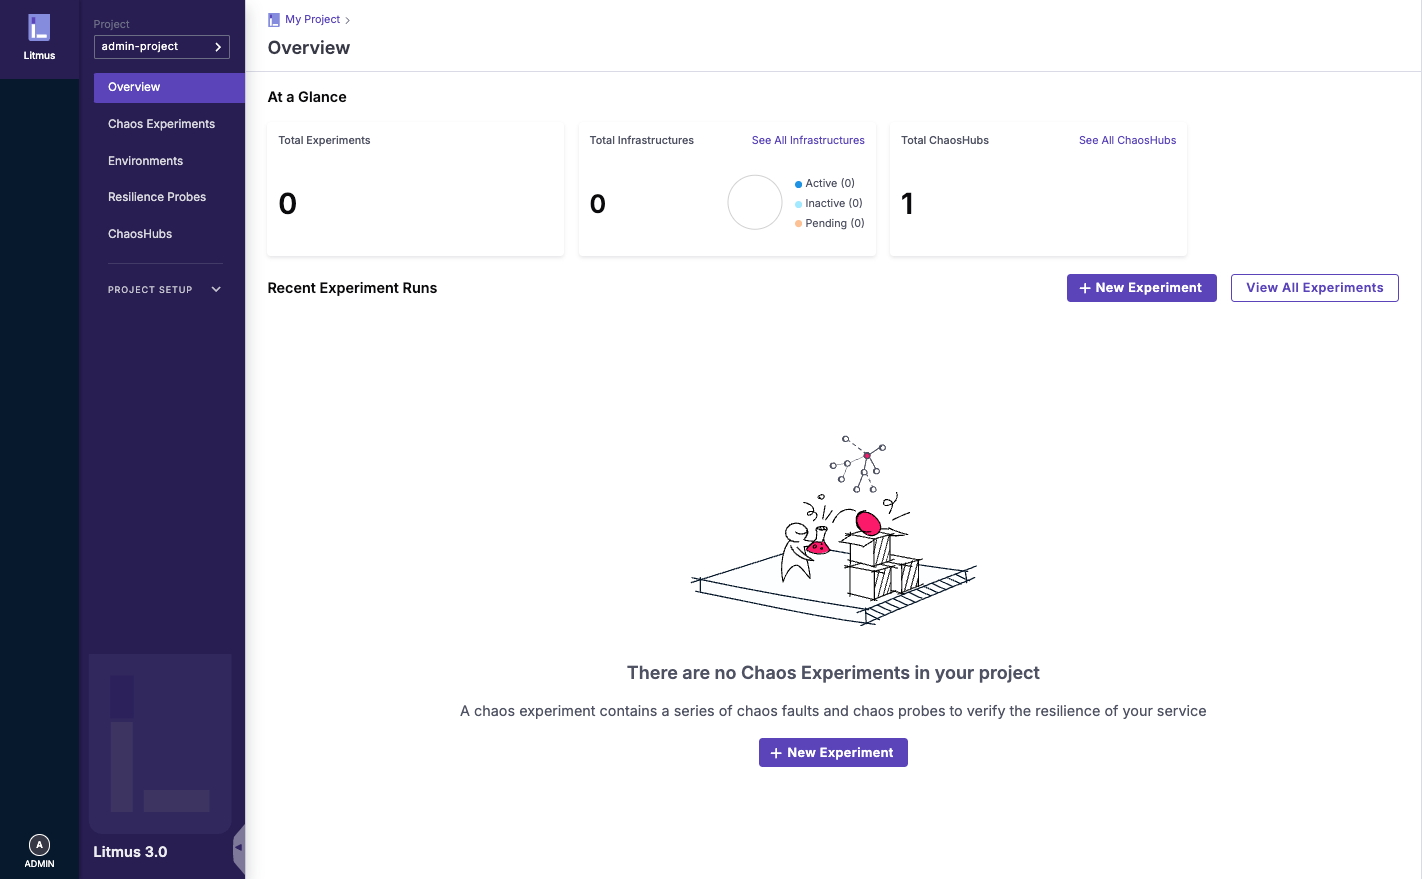 Litmus
Project
admin-project
Overview
Chaos Experiments
Environments
Resilience Probes
ChaosHubs
PROJECT SETUP
Litmus 3.0
A
ADMIN
My Project
Overview
At a Glance
Total Experiments
0
Total Infrastructures
See All Infrastructures
0
Active (0)
Inactive (0)
Pending (0)
Total ChaosHubs
See All ChaosHubs
1
Recent Experiment Runs
+ New Experiment
View All Experiments
There are no Chaos Experiments in your project
A chaos experiment contains a series of chaos faults and chaos probes to verify the resilience of your service
+ New Experiment